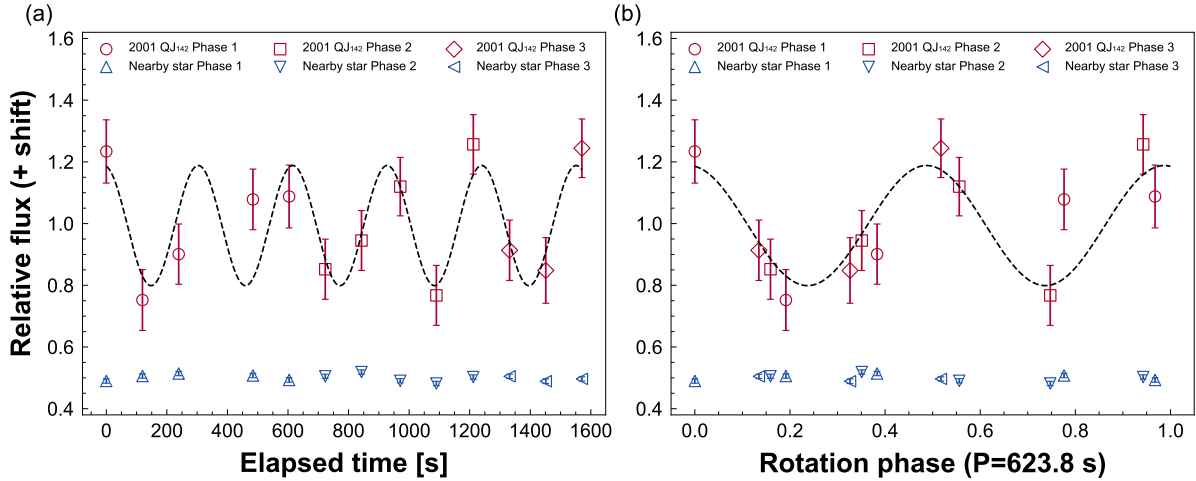 (a)
1.6
1.4
1.2
1.0
0.8
0.6
0.4
Relative flux (+ shift)
2001 QJ₁₄₂ Phase 1
2001 QJ₁₄₂ Phase 2
2001 QJ₁₄₂ Phase 3
Nearby star Phase 1
Nearby star Phase 2
Nearby star Phase 3
0 200 400 600 800 1000 1200 1400 1600
Elapsed time [s]
(b)
1.6
1.4
1.2
1.0
0.8
0.6
0.4
2001 QJ₁₄₂ Phase 1
2001 QJ₁₄₂ Phase 2
2001 QJ₁₄₂ Phase 3
Nearby star Phase 1
Nearby star Phase 2
Nearby star Phase 3
0.0 0.2 0.4 0.6 0.8 1.0
Rotation phase (P=623.8 s)